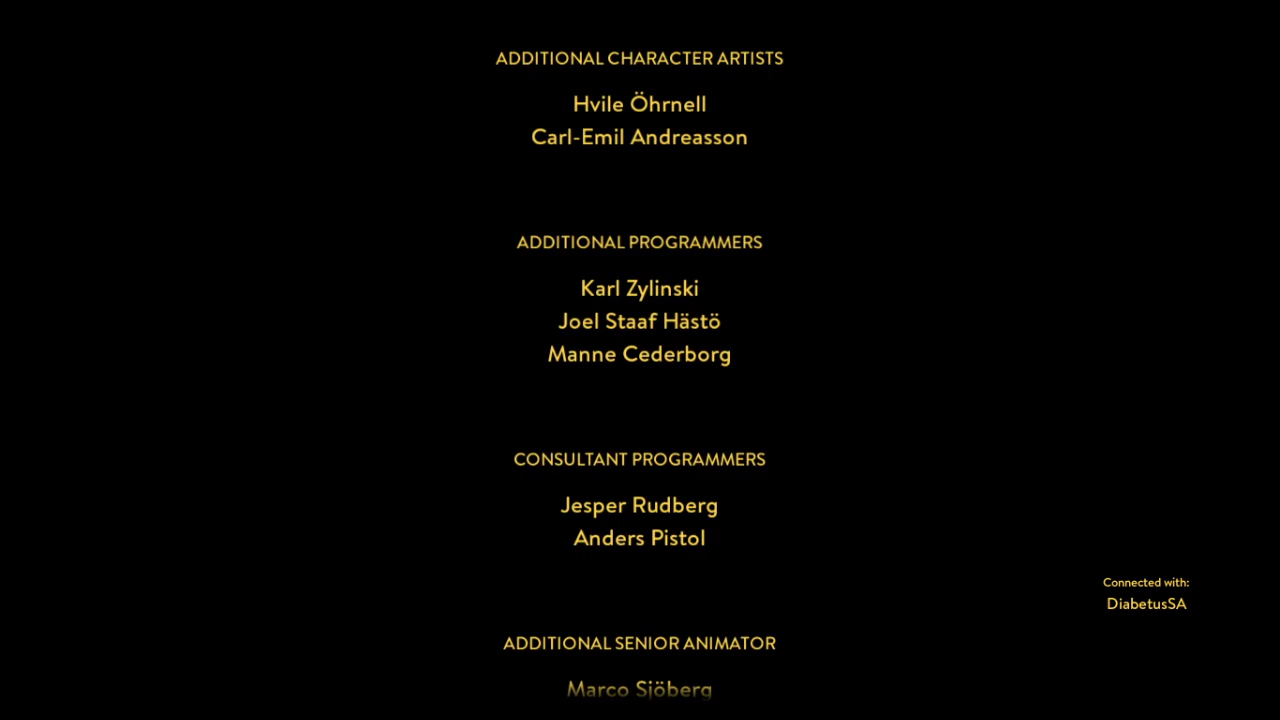 ADDITIONAL CHARACTER ARTISTS
Hvile Öhrnell
Carl-Emil Andreasson
ADDITIONAL PROGRAMMERS
Karl Zylinski
Joel Staaf Hästö
Manne Cederborg
CONSULTANT PROGRAMMERS
Jesper Rudberg
Anders Pistol
Connected with:
DiabetusSA
ADDITIONAL SENIOR ANIMATOR
Marco Sjöberg